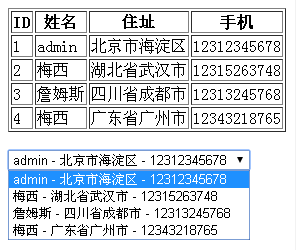 ID 姓名 住址 手机
1 admin 北京市海淀区 12312345678
2 梅西 湖北省武汉市 12315263748
3 詹姆斯 四川省成都市 12313245768
4 梅西 广东省广州市 12343218765
admin - 北京市海淀区 - 12312345678
admin - 北京市海淀区 - 12312345678
梅西 - 湖北省武汉市 - 12315263748
詹姆斯 - 四川省成都市 - 12313245768
梅西 - 广东省广州市 - 12343218765